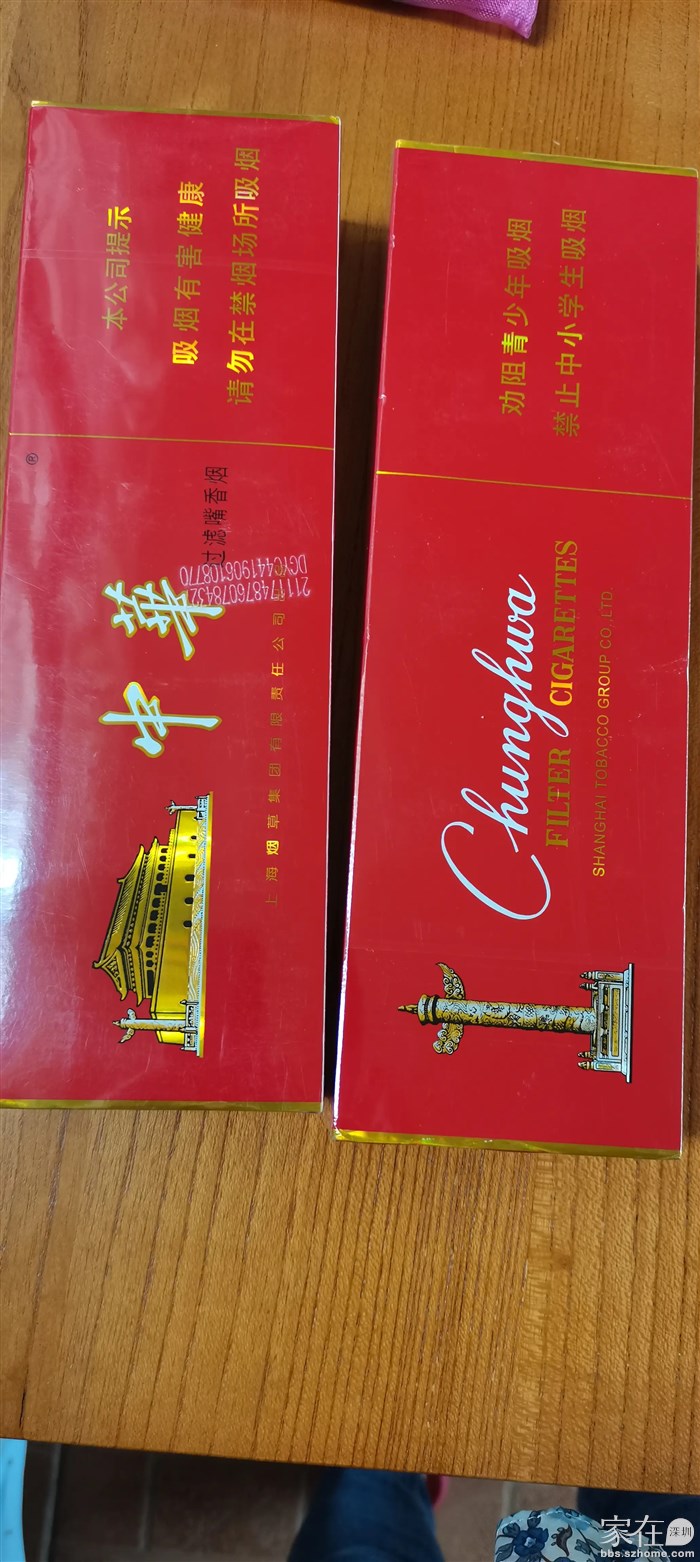 本公司提示
吸烟有害健康
请勿在禁烟场所吸烟
®
中華
过滤嘴香烟
DG10441906108770
上海烟草集团有限责任公司
劝阻青少年吸烟
禁止中小学生吸烟
Chunghwa
FILTER CIGARETTES
SHANGHAI TOBACCO GROUP CO.,LTD.
家在深圳
bbs.szhome.com